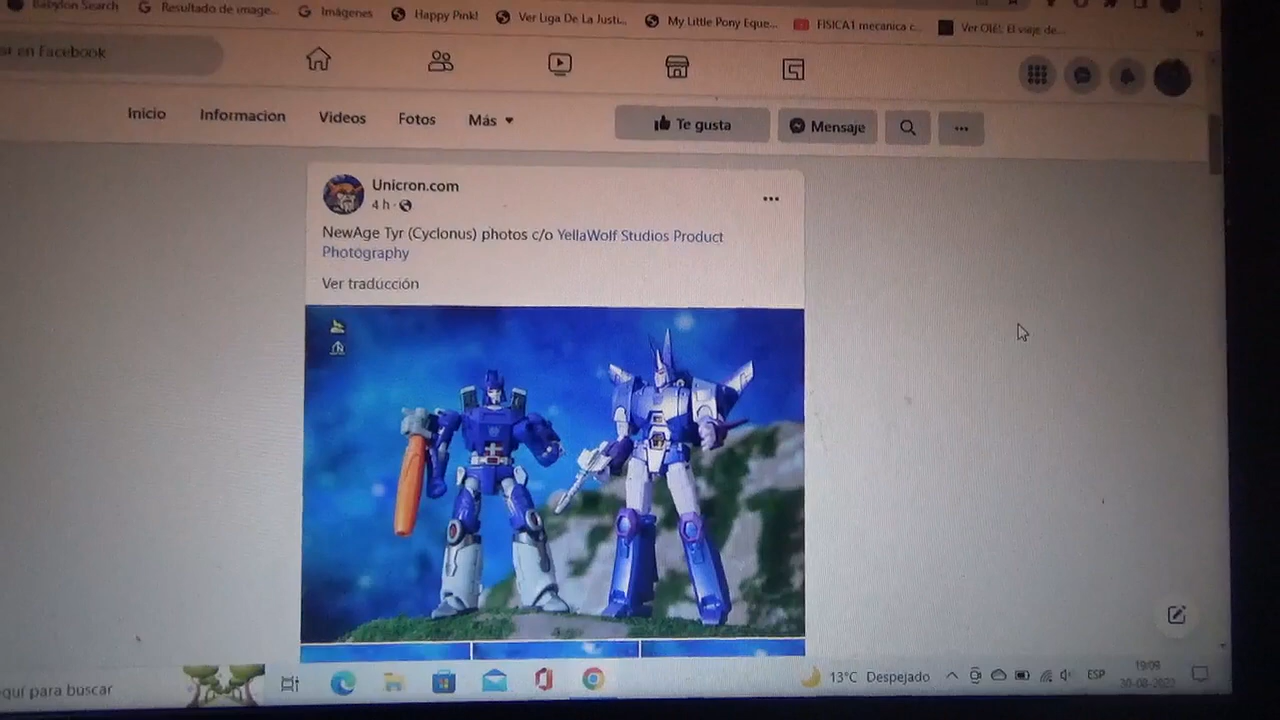 Babylon Search
Resultado de image...
Imágenes
Happy Pink!
Ver Liga De La Justi...
My Little Pony Eque...
FISICA1 mecanica c...
Ver Olé!, El viaje de...
»
ar en Facebook
Inicio
Informacion
Videos
Fotos
Más
Te gusta
Mensaje
Unicron.com
4 h ·
NewAge Tyr (Cyclonus) photos c/o YellaWolf Studios Product
Photography
Ver traducción
quí para buscar
13°C Despejado
ESP
19:09